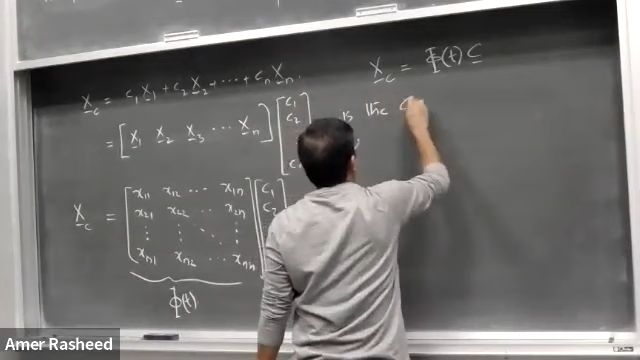 X_c = c_1 X_1 + c_2 X_2 + ... + c_n X_n.
= [X_1 X_2 X_3 ... X_n] [c_1 c_2
X_c = [x_11 x_12 ... x_1n] [c_1
x_21 x_22 ... x_2n c_2
⋮ ⋮ ⋱ ⋮
x_n1 x_n2 ... x_nn]
Φ(t)
X_c = Φ(t) C
is the
Amer Rasheed